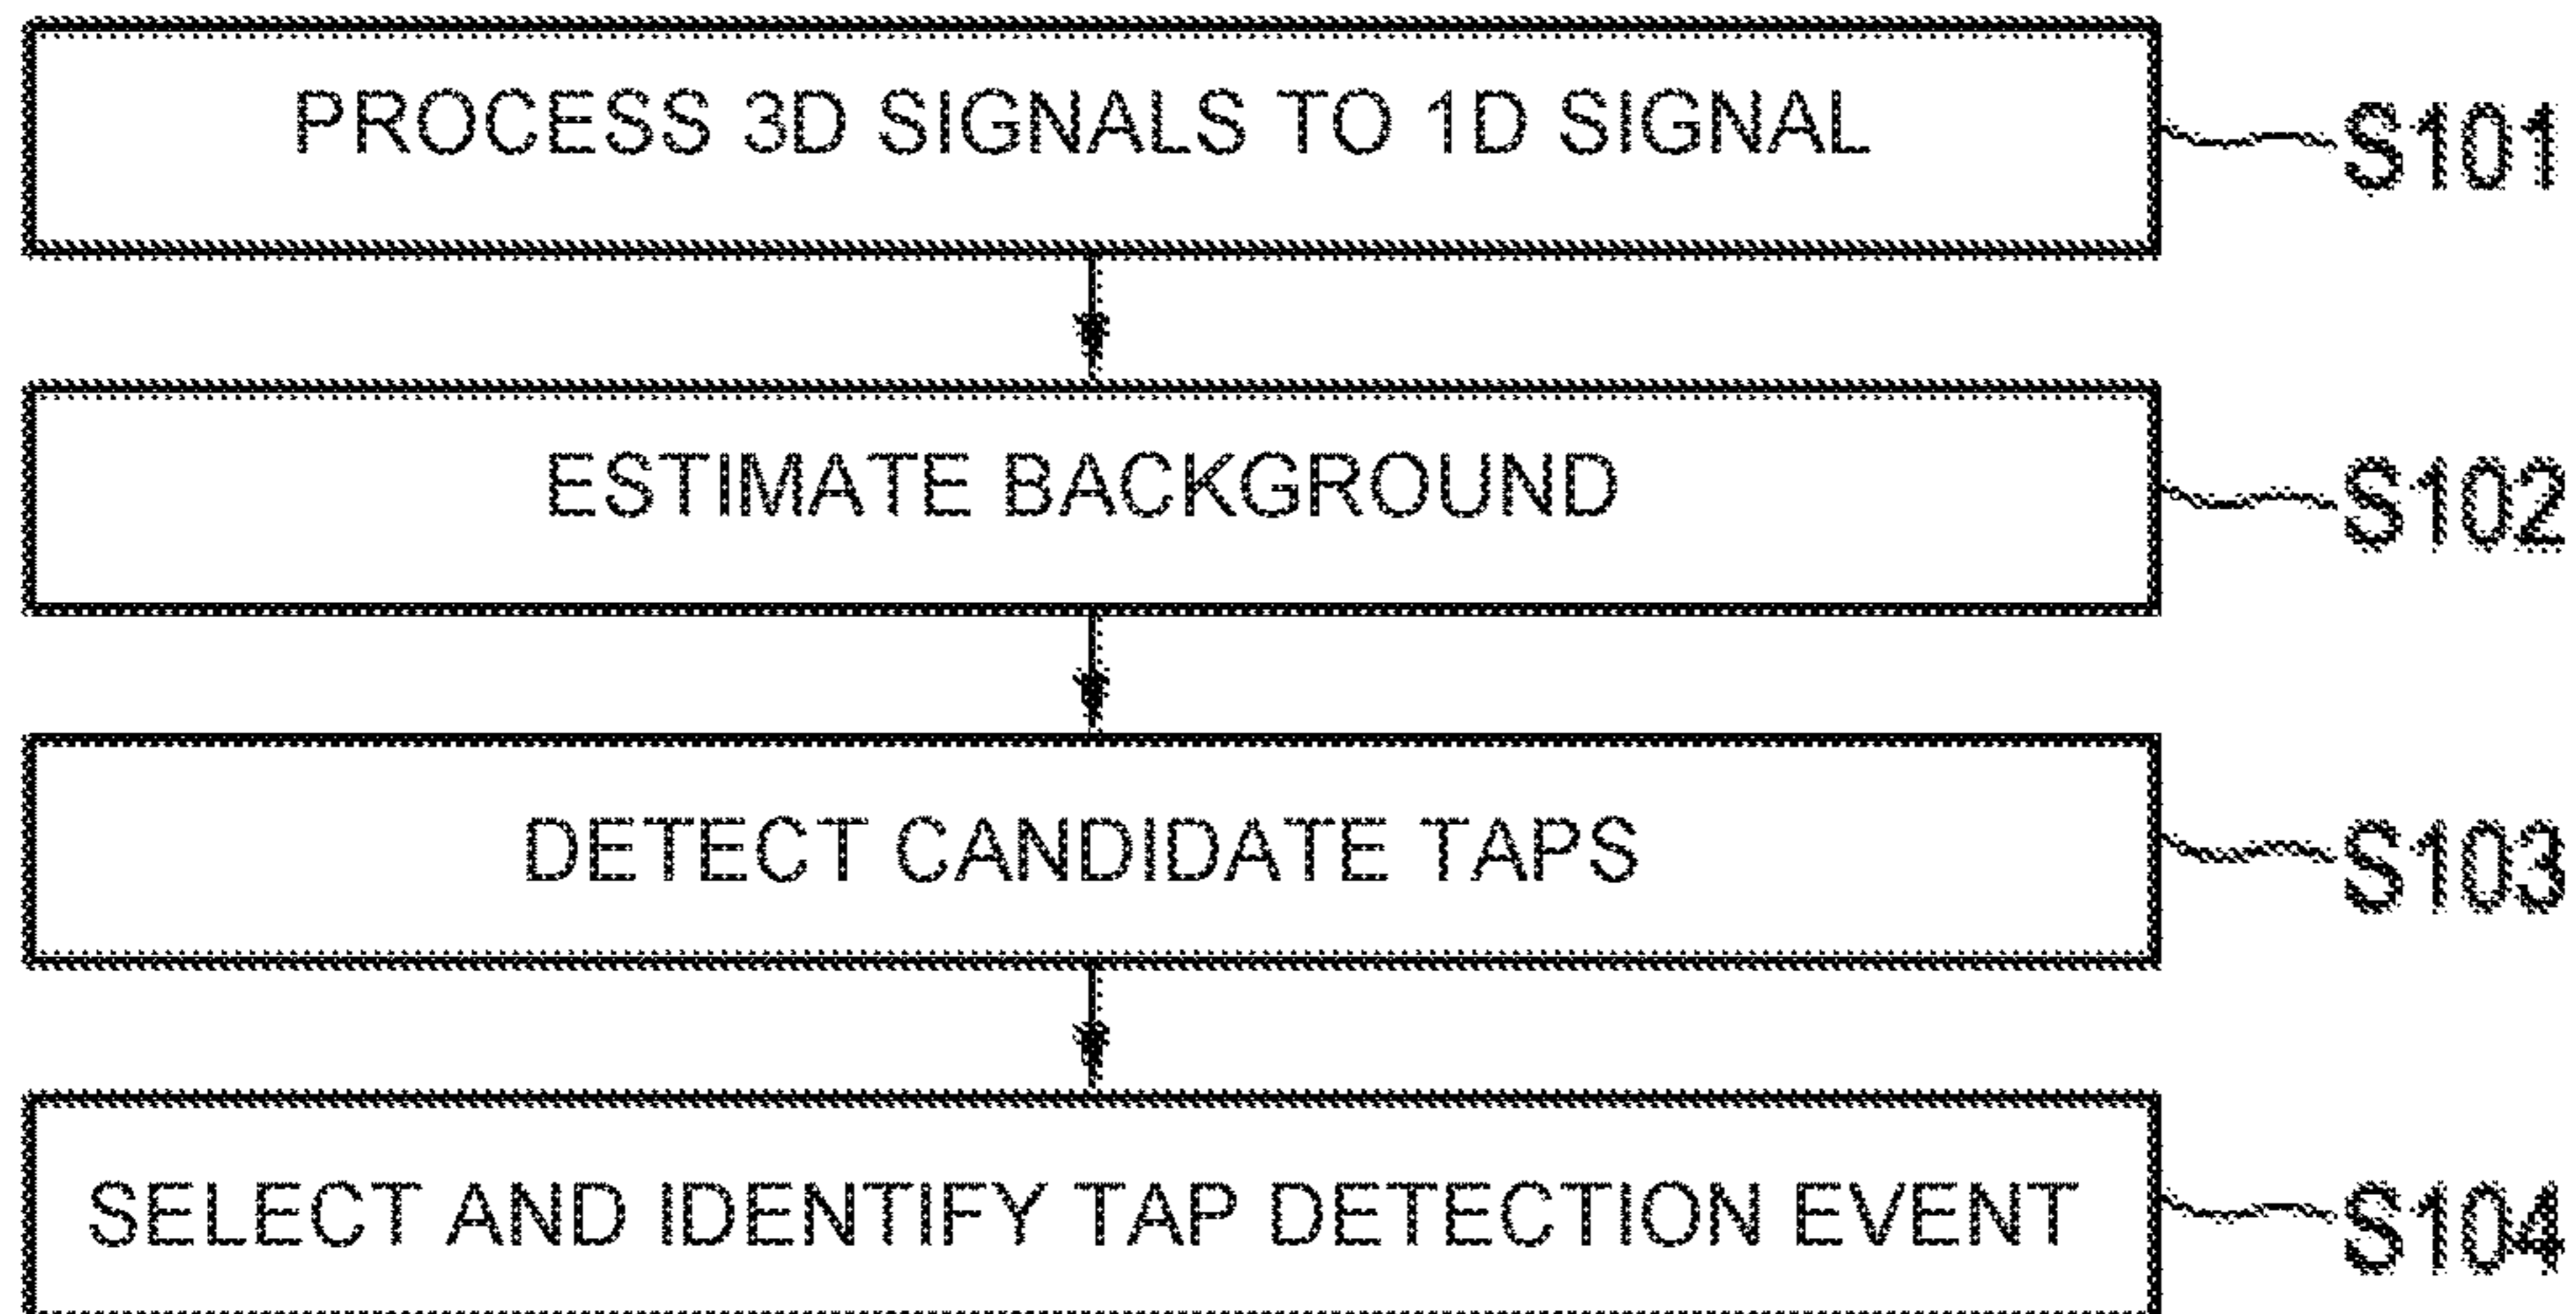 PROCESS 3D SIGNALS TO 1D SIGNAL
S101
ESTIMATE BACKGROUND
S102
DETECT CANDIDATE TAPS
S103
SELECT AND IDENTIFY TAP DETECTION EVENT
S104